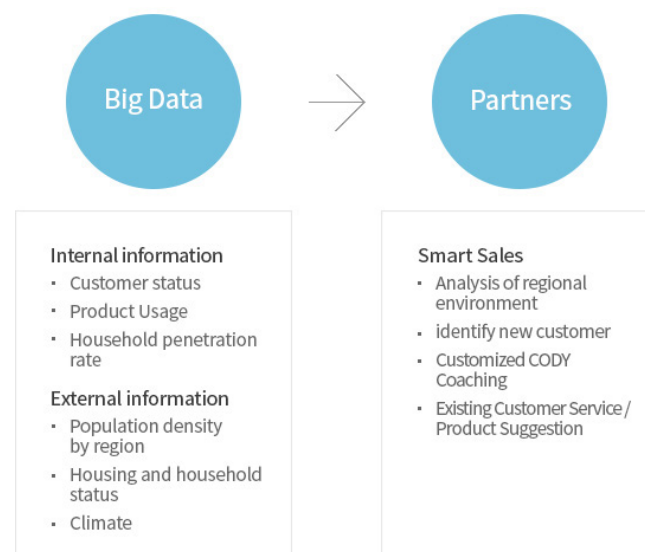 Big Data
Partners
Internal information
· Customer status
· Product Usage
· Household penetration
rate
External information
· Population density
by region
· Housing and household
status
· Climate
Smart Sales
· Analysis of regional
environment
· identify new customer
· Customized CODY
Coaching
· Existing Customer Service /
Product Suggestion